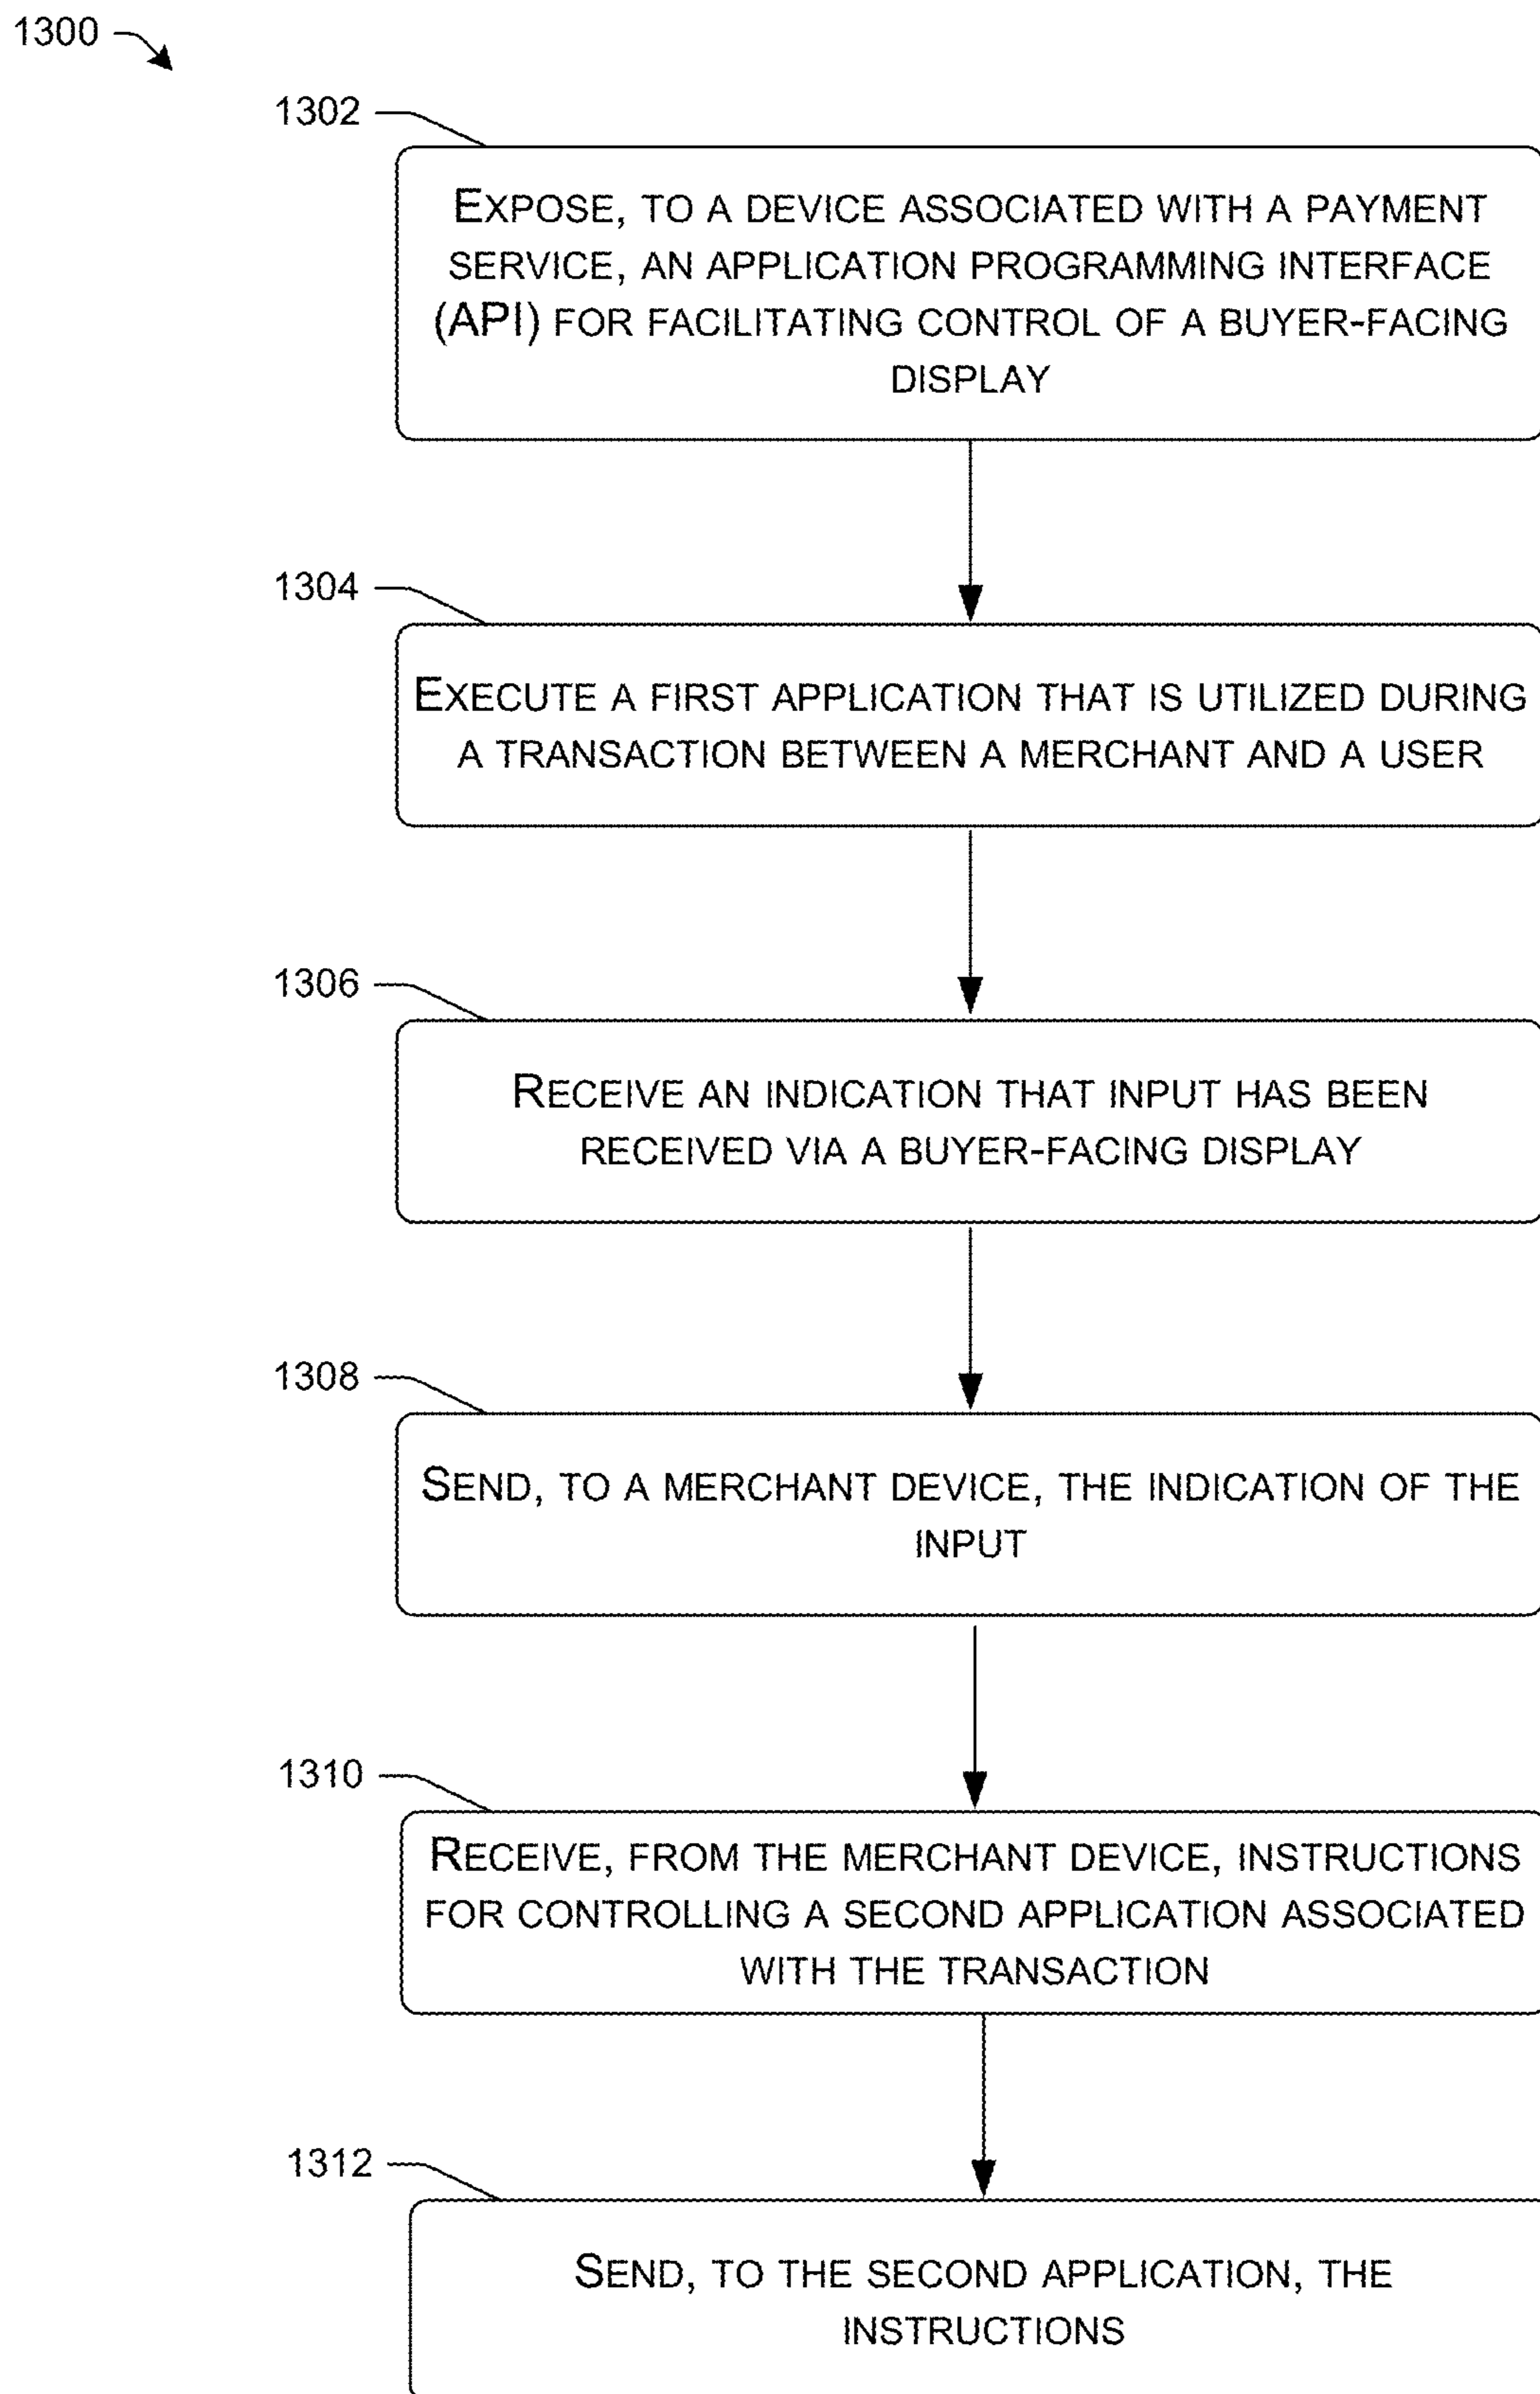 1300
1302
EXPOSE, TO A DEVICE ASSOCIATED WITH A PAYMENT
SERVICE, AN APPLICATION PROGRAMMING INTERFACE
(API) FOR FACILITATING CONTROL OF A BUYER-FACING
DISPLAY
1304
EXECUTE A FIRST APPLICATION THAT IS UTILIZED DURING
A TRANSACTION BETWEEN A MERCHANT AND A USER
1306
RECEIVE AN INDICATION THAT INPUT HAS BEEN
RECEIVED VIA A BUYER-FACING DISPLAY
1308
SEND, TO A MERCHANT DEVICE, THE INDICATION OF THE
INPUT
1310
RECEIVE, FROM THE MERCHANT DEVICE, INSTRUCTIONS
FOR CONTROLLING A SECOND APPLICATION ASSOCIATED
WITH THE TRANSACTION
1312
SEND, TO THE SECOND APPLICATION, THE
INSTRUCTIONS